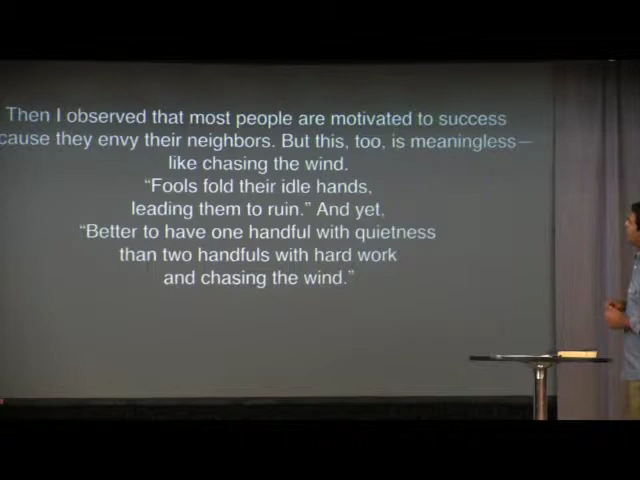 Then I observed that most people are motivated to success
cause they envy their neighbors. But this, too, is meaningless—
like chasing the wind.
“Fools fold their idle hands,
leading them to ruin.” And yet,
“Better to have one handful with quietness
than two handfuls with hard work
and chasing the wind.”